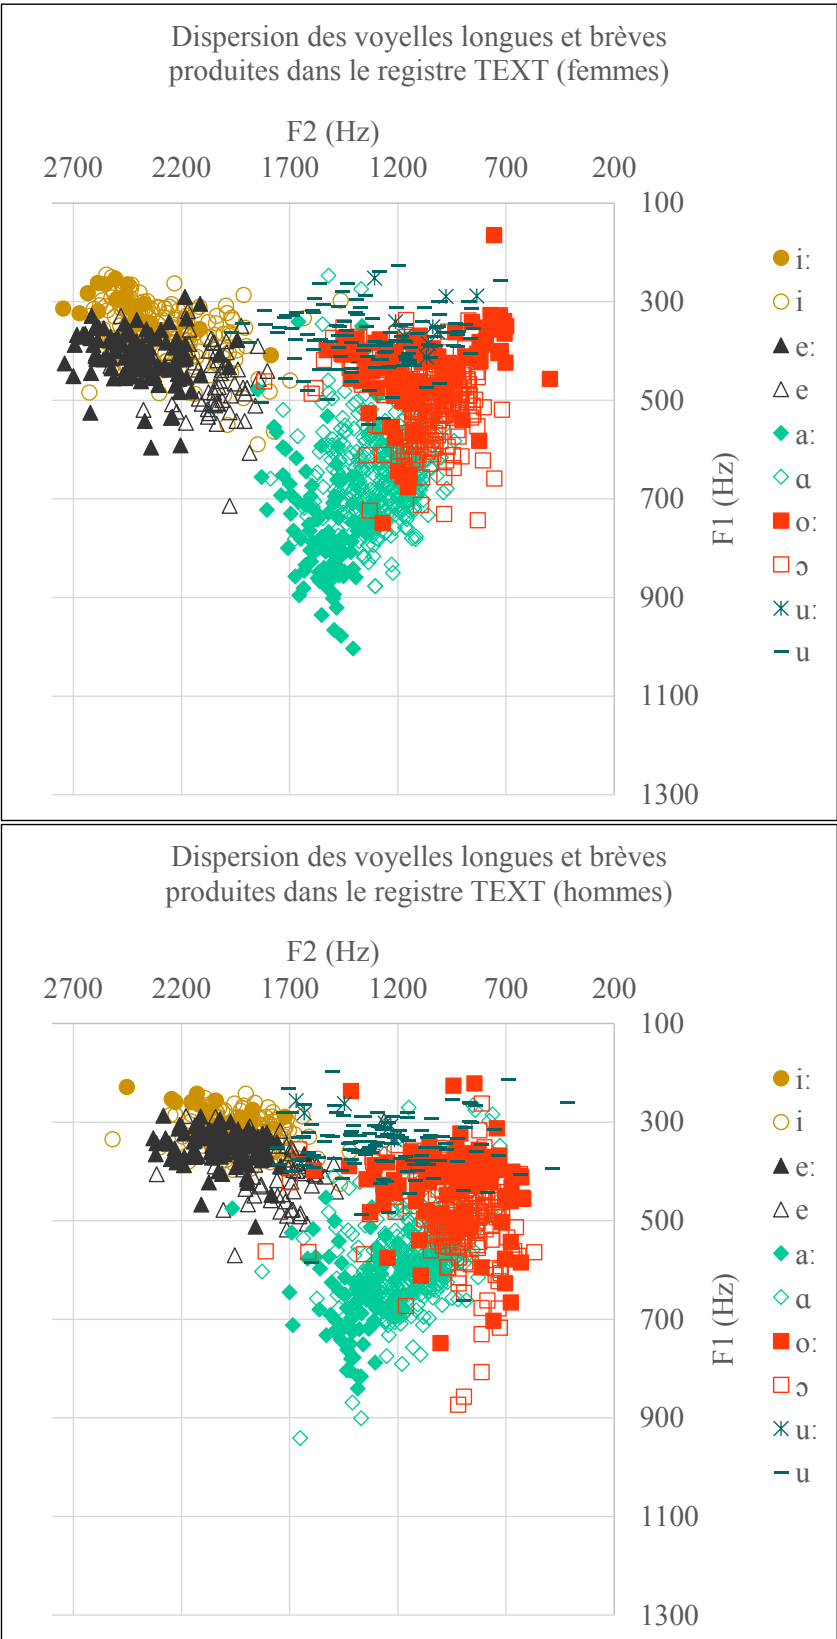 Dispersion des voyelles longues et brèves
produites dans le registre TEXT (femmes)
F2 (Hz)
2700 2200 1700 1200 700 200
100
300
500
700
900
1100
1300
F1 (Hz)
iː
i
eː
e
aː
ɑ
oː
ɔ
uː
u
Dispersion des voyelles longues et brèves
produites dans le registre TEXT (hommes)
F2 (Hz)
2700 2200 1700 1200 700 200
100
300
500
700
900
1100
1300
F1 (Hz)
iː
i
eː
e
aː
ɑ
oː
ɔ
uː
u